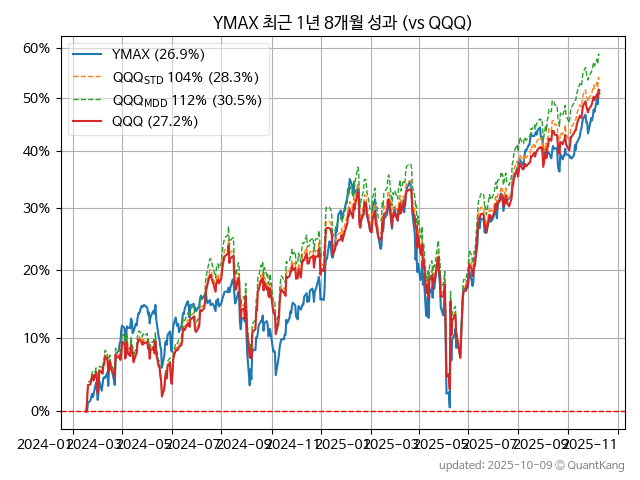 YMAX 최근 1년 8개월 성과 (vs QQQ)
YMAX (26.9%)
QQQSTD 104% (28.3%)
QQQMDD 112% (30.5%)
QQQ (27.2%)
60%
50%
40%
30%
20%
10%
0%
2024-01 2024-03 2024-05 2024-07 2024-09 2024-11 2025-01 2025-03 2025-05 2025-07 2025-09 2025-11
updated: 2025-10-09 © QuantKang